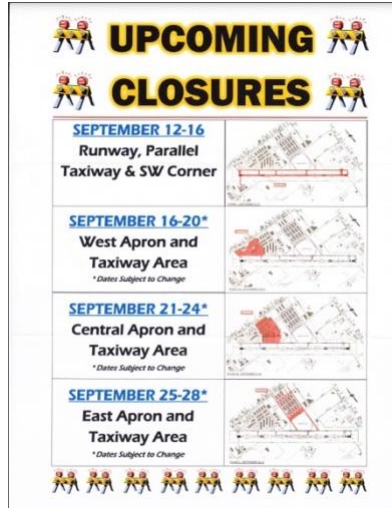 UPCOMING
CLOSURES
SEPTEMBER 12-16
Runway, Parallel
Taxiway & SW Corner
SEPTEMBER 16-20*
West Apron and
Taxiway Area
*Dates Subject to Change
SEPTEMBER 21-24*
Central Apron and
Taxiway Area
*Dates Subject to Change
SEPTEMBER 25-28*
East Apron and
Taxiway Area
*Dates Subject to Change